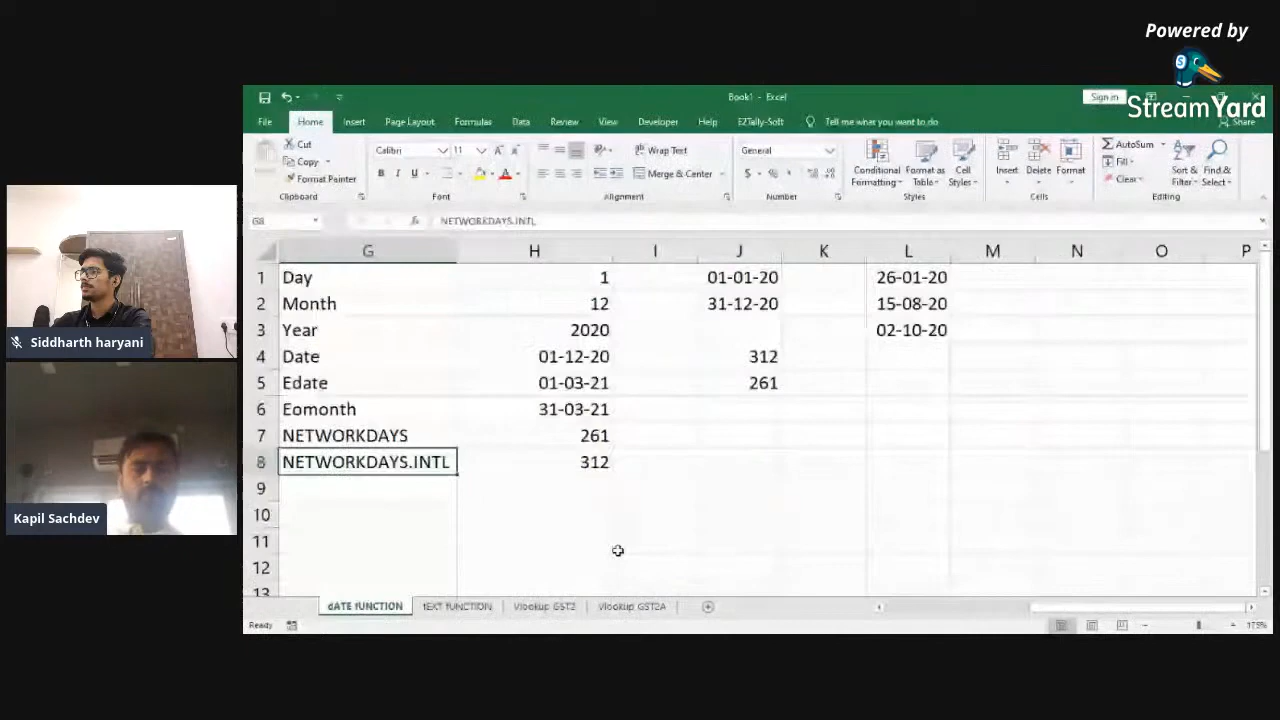 Powered by
StreamYard
Book1 - Excel
Sign in
File Home Insert Page Layout Formulas Data Review View Developer Help EZTally-Soft Tell me what you want to do Share
Cut
Copy
Format Painter
Clipboard
Calibri 11
B I U
Font
Wrap Text
Merge & Center
Alignment
General
$ %
Number
Conditional Formatting
Format as Table
Cell Styles
Styles
Insert Delete Format
Cells
AutoSum
Fill
Clear
Sort & Filter
Find & Select
Editing
G8 fx NETWORKDAYS.INTL
G H I J K L M N O P
1 Day 1 01-01-20 26-01-20
2 Month 12 31-12-20 15-08-20
3 Year 2020 02-10-20
4 Date 01-12-20 312
5 Edate 01-03-21 261
6 Eomonth 31-03-21
7 NETWORKDAYS 261
8 NETWORKDAYS.INTL 312
9
10
11
12
13
dATE FUNCTION tEXT FUNCTION Vlookup GST2 Vlookup GST2A
Ready 175%
Siddharth haryani
Kapil Sachdev